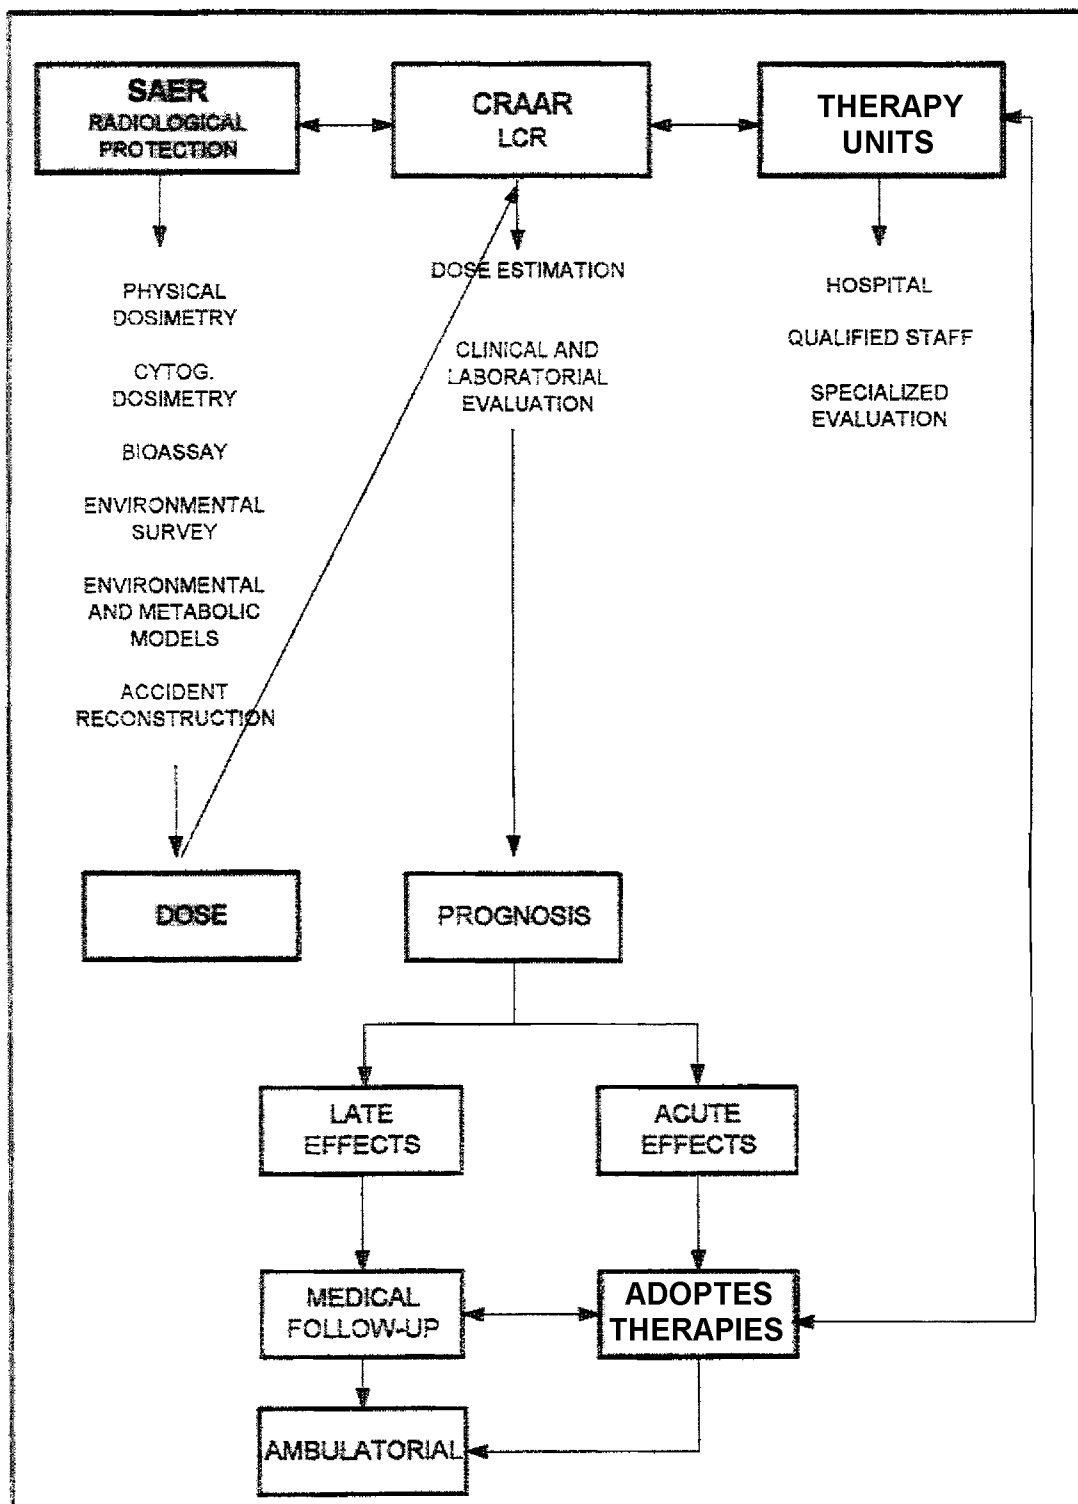 SAER
RADIOLOGICAL
PROTECTION
CRAAR
LCR
THERAPY
UNITS
PHYSICAL
DOSIMETRY
CYTOG.
DOSIMETRY
BIOASSAY
ENVIRONMENTAL
SURVEY
ENVIRONMENTAL
AND METABOLIC
MODELS
ACCIDENT
RECONSTRUCTION
DOSE ESTIMATION
CLINICAL AND
LABORATORIAL
EVALUATION
HOSPITAL
QUALIFIED STAFF
SPECIALIZED
EVALUATION
DOSE
PROGNOSIS
LATE
EFFECTS
ACUTE
EFFECTS
MEDICAL
FOLLOW-UP
ADOPTES
THERAPIES
AMBULATORIAL